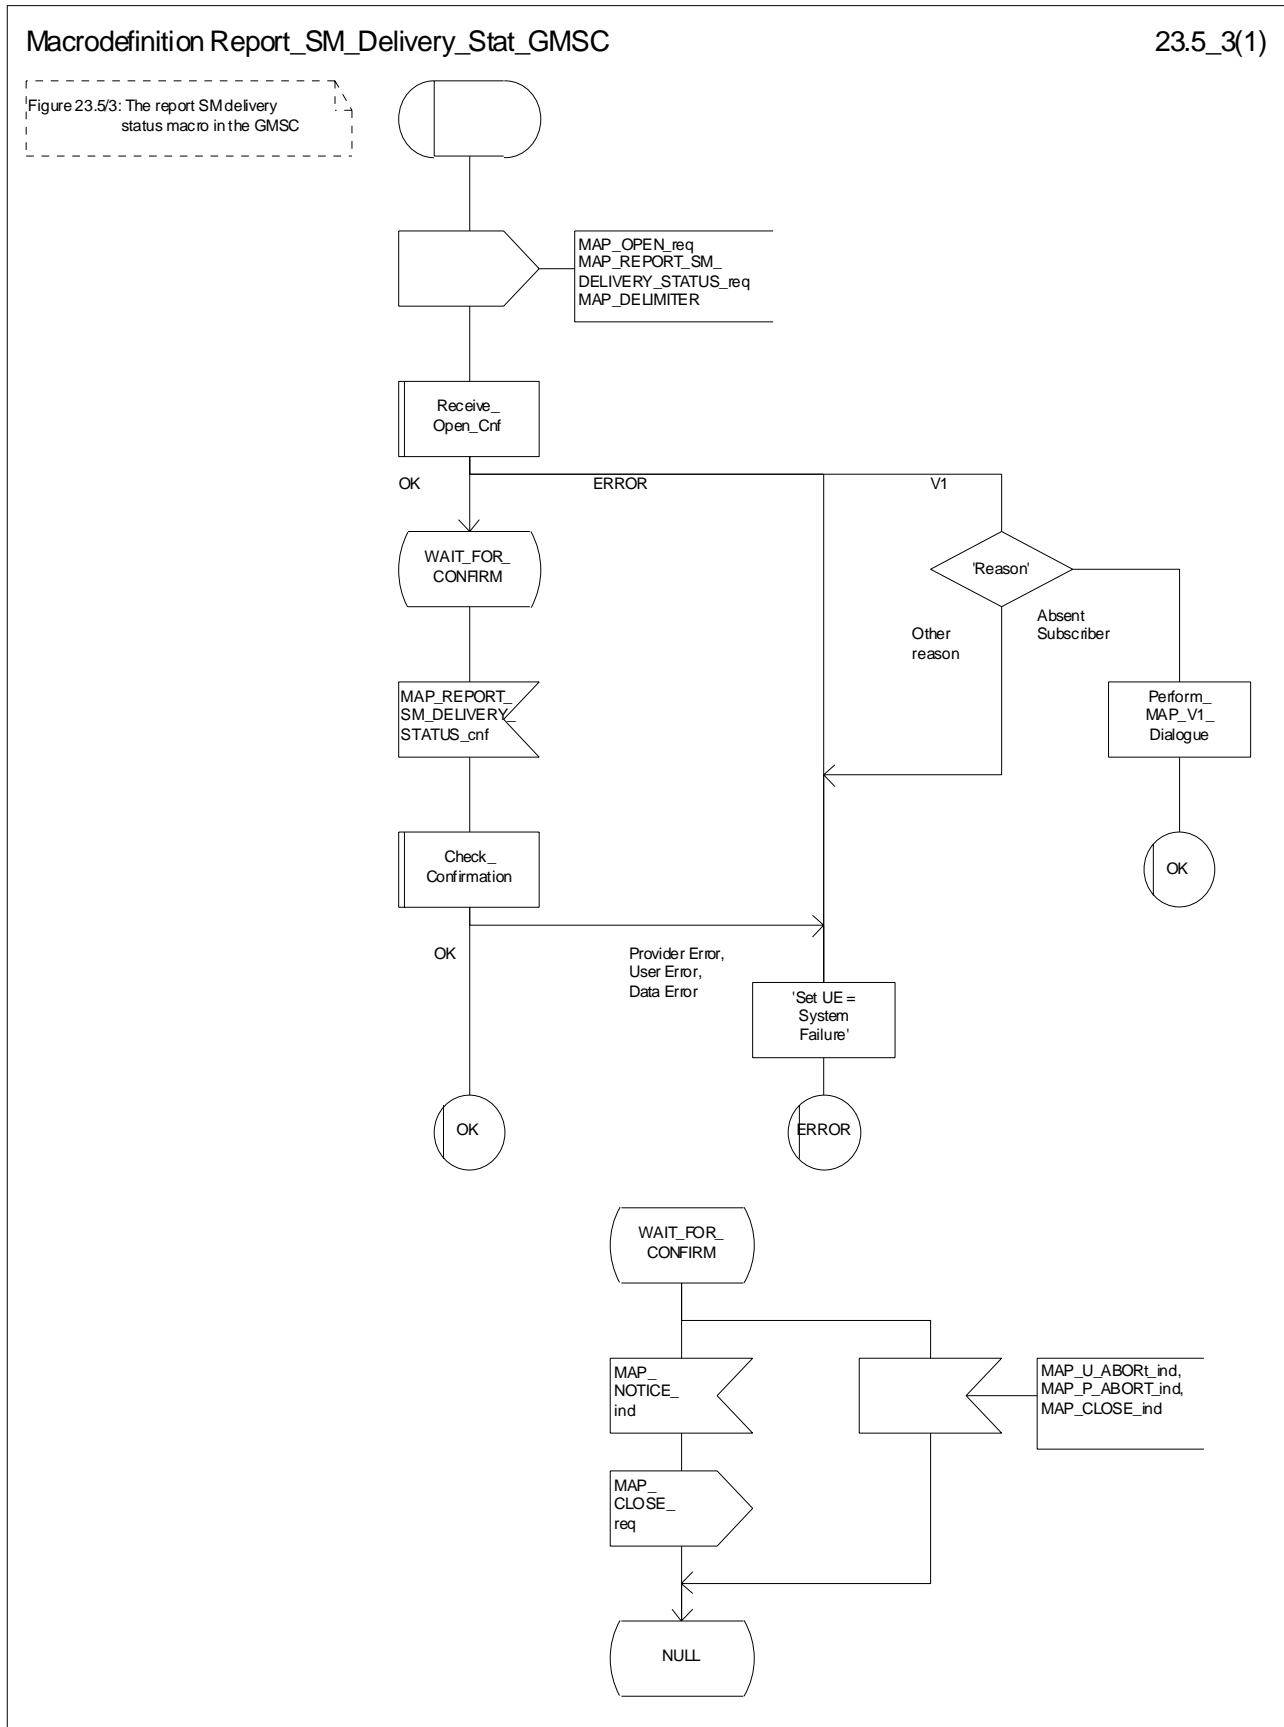 Macrodefinition Report_SM_Delivery_Stat_GMSC
23.5_3(1)
Figure 23.5/3: The report SM delivery
status macro in the GMSC
MAP_OPEN_req
MAP_REPORT_SM_
DELIVERY_STATUS_req
MAP_DELIMITER
Receive_
Open_Cnf
OK
ERROR
V1
WAIT_FOR_
CONFIRM
'Reason'
Other
reason
Absent
Subscriber
MAP_REPORT_
SM_DELIVERY_
STATUS_cnf
Perform_
MAP_V1_
Dialogue
Check_
Confirmation
OK
OK
Provider Error,
User Error,
Data Error
'Set UE =
System
Failure'
OK
ERROR
WAIT_FOR_
CONFIRM
MAP_
NOTICE_
ind
MAP_U_ABORt_ind,
MAP_P_ABORT_ind,
MAP_CLOSE_ind
MAP_
CLOSE_
req
NULL